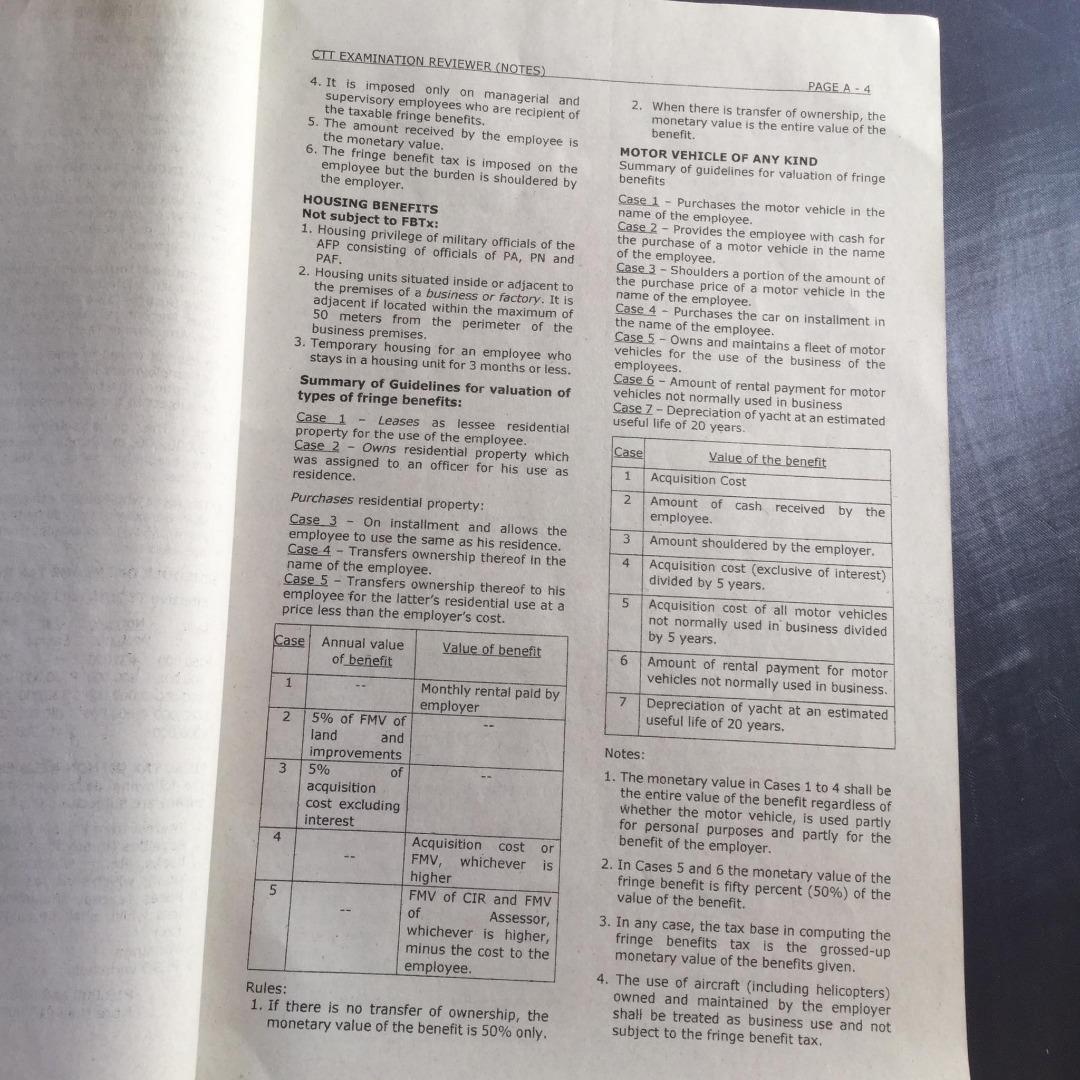 CTT EXAMINATION REVIEWER (NOTES)
PAGE A - 4
4. It is imposed only on managerial and
supervisory employees who are recipient of
the taxable fringe benefits.
5. The amount received by the employee is
the monetary value.
6. The fringe benefit tax is imposed on the
employee but the burden is shouldered by
the employer.
HOUSING BENEFITS
Not subject to FBTx:
1. Housing privilege of military officials of the
AFP consisting of officials of PA, PN and
PAF.
2. Housing units situated inside or adjacent to
the premises of a business or factory. It is
adjacent if located within the maximum of
50 meters from the perimeter of the
business premises.
3. Temporary housing for an employee who
stays in a housing unit for 3 months or less.
Summary of Guidelines for valuation of
types of fringe benefits:
Case 1 - Leases as lessee residential
property for the use of the employee.
Case 2 - Owns residential property which
was assigned to an officer for his use as
residence.
Purchases residential property:
Case 3 - On installment and allows the
employee to use the same as his residence.
Case 4 - Transfers ownership thereof in the
name of the employee.
Case 5 - Transfers ownership thereof to his
employee for the latter's residential use at a
price less than the employer's cost.
Case Annual value Value of benefit
of benefit
1 -- Monthly rental paid by
employer
2 5% of FMV of --
land and
improvements
3 5% of --
acquisition
cost excluding
interest
4 -- Acquisition cost or
FMV, whichever is
higher
5 -- FMV of CIR and FMV
of Assessor,
whichever is higher,
minus the cost to the
employee.
Rules:
1. If there is no transfer of ownership, the
monetary value of the benefit is 50% only.
2. When there is transfer of ownership, the
monetary value is the entire value of the
benefit.
MOTOR VEHICLE OF ANY KIND
Summary of guidelines for valuation of fringe
benefits
Case 1 - Purchases the motor vehicle in the
name of the employee.
Case 2 - Provides the employee with cash for
the purchase of a motor vehicle in the name
of the employee.
Case 3 - Shoulders a portion of the amount of
the purchase price of a motor vehicle in the
name of the employee.
Case 4 - Purchases the car on installment in
the name of the employee.
Case 5 - Owns and maintains a fleet of motor
vehicles for the use of the business of the
employees.
Case 6 - Amount of rental payment for motor
vehicles not normally used in business
Case 7 - Depreciation of yacht at an estimated
useful life of 20 years.
Case Value of the benefit
1 Acquisition Cost
2 Amount of cash received by the
employee.
3 Amount shouldered by the employer.
4 Acquisition cost (exclusive of interest)
divided by 5 years.
5 Acquisition cost of all motor vehicles
not normally used in business divided
by 5 years.
6 Amount of rental payment for motor
vehicles not normally used in business.
7 Depreciation of yacht at an estimated
useful life of 20 years.
Notes:
1. The monetary value in Cases 1 to 4 shall be
the entire value of the benefit regardless of
whether the motor vehicle, is used partly
for personal purposes and partly for the
benefit of the employer.
2. In Cases 5 and 6 the monetary value of the
fringe benefit is fifty percent (50%) of the
value of the benefit.
3. In any case, the tax base in computing the
fringe benefits tax is the grossed-up
monetary value of the benefits given.
4. The use of aircraft (including helicopters)
owned and maintained by the employer
shall be treated as business use and not
subject to the fringe benefit tax.